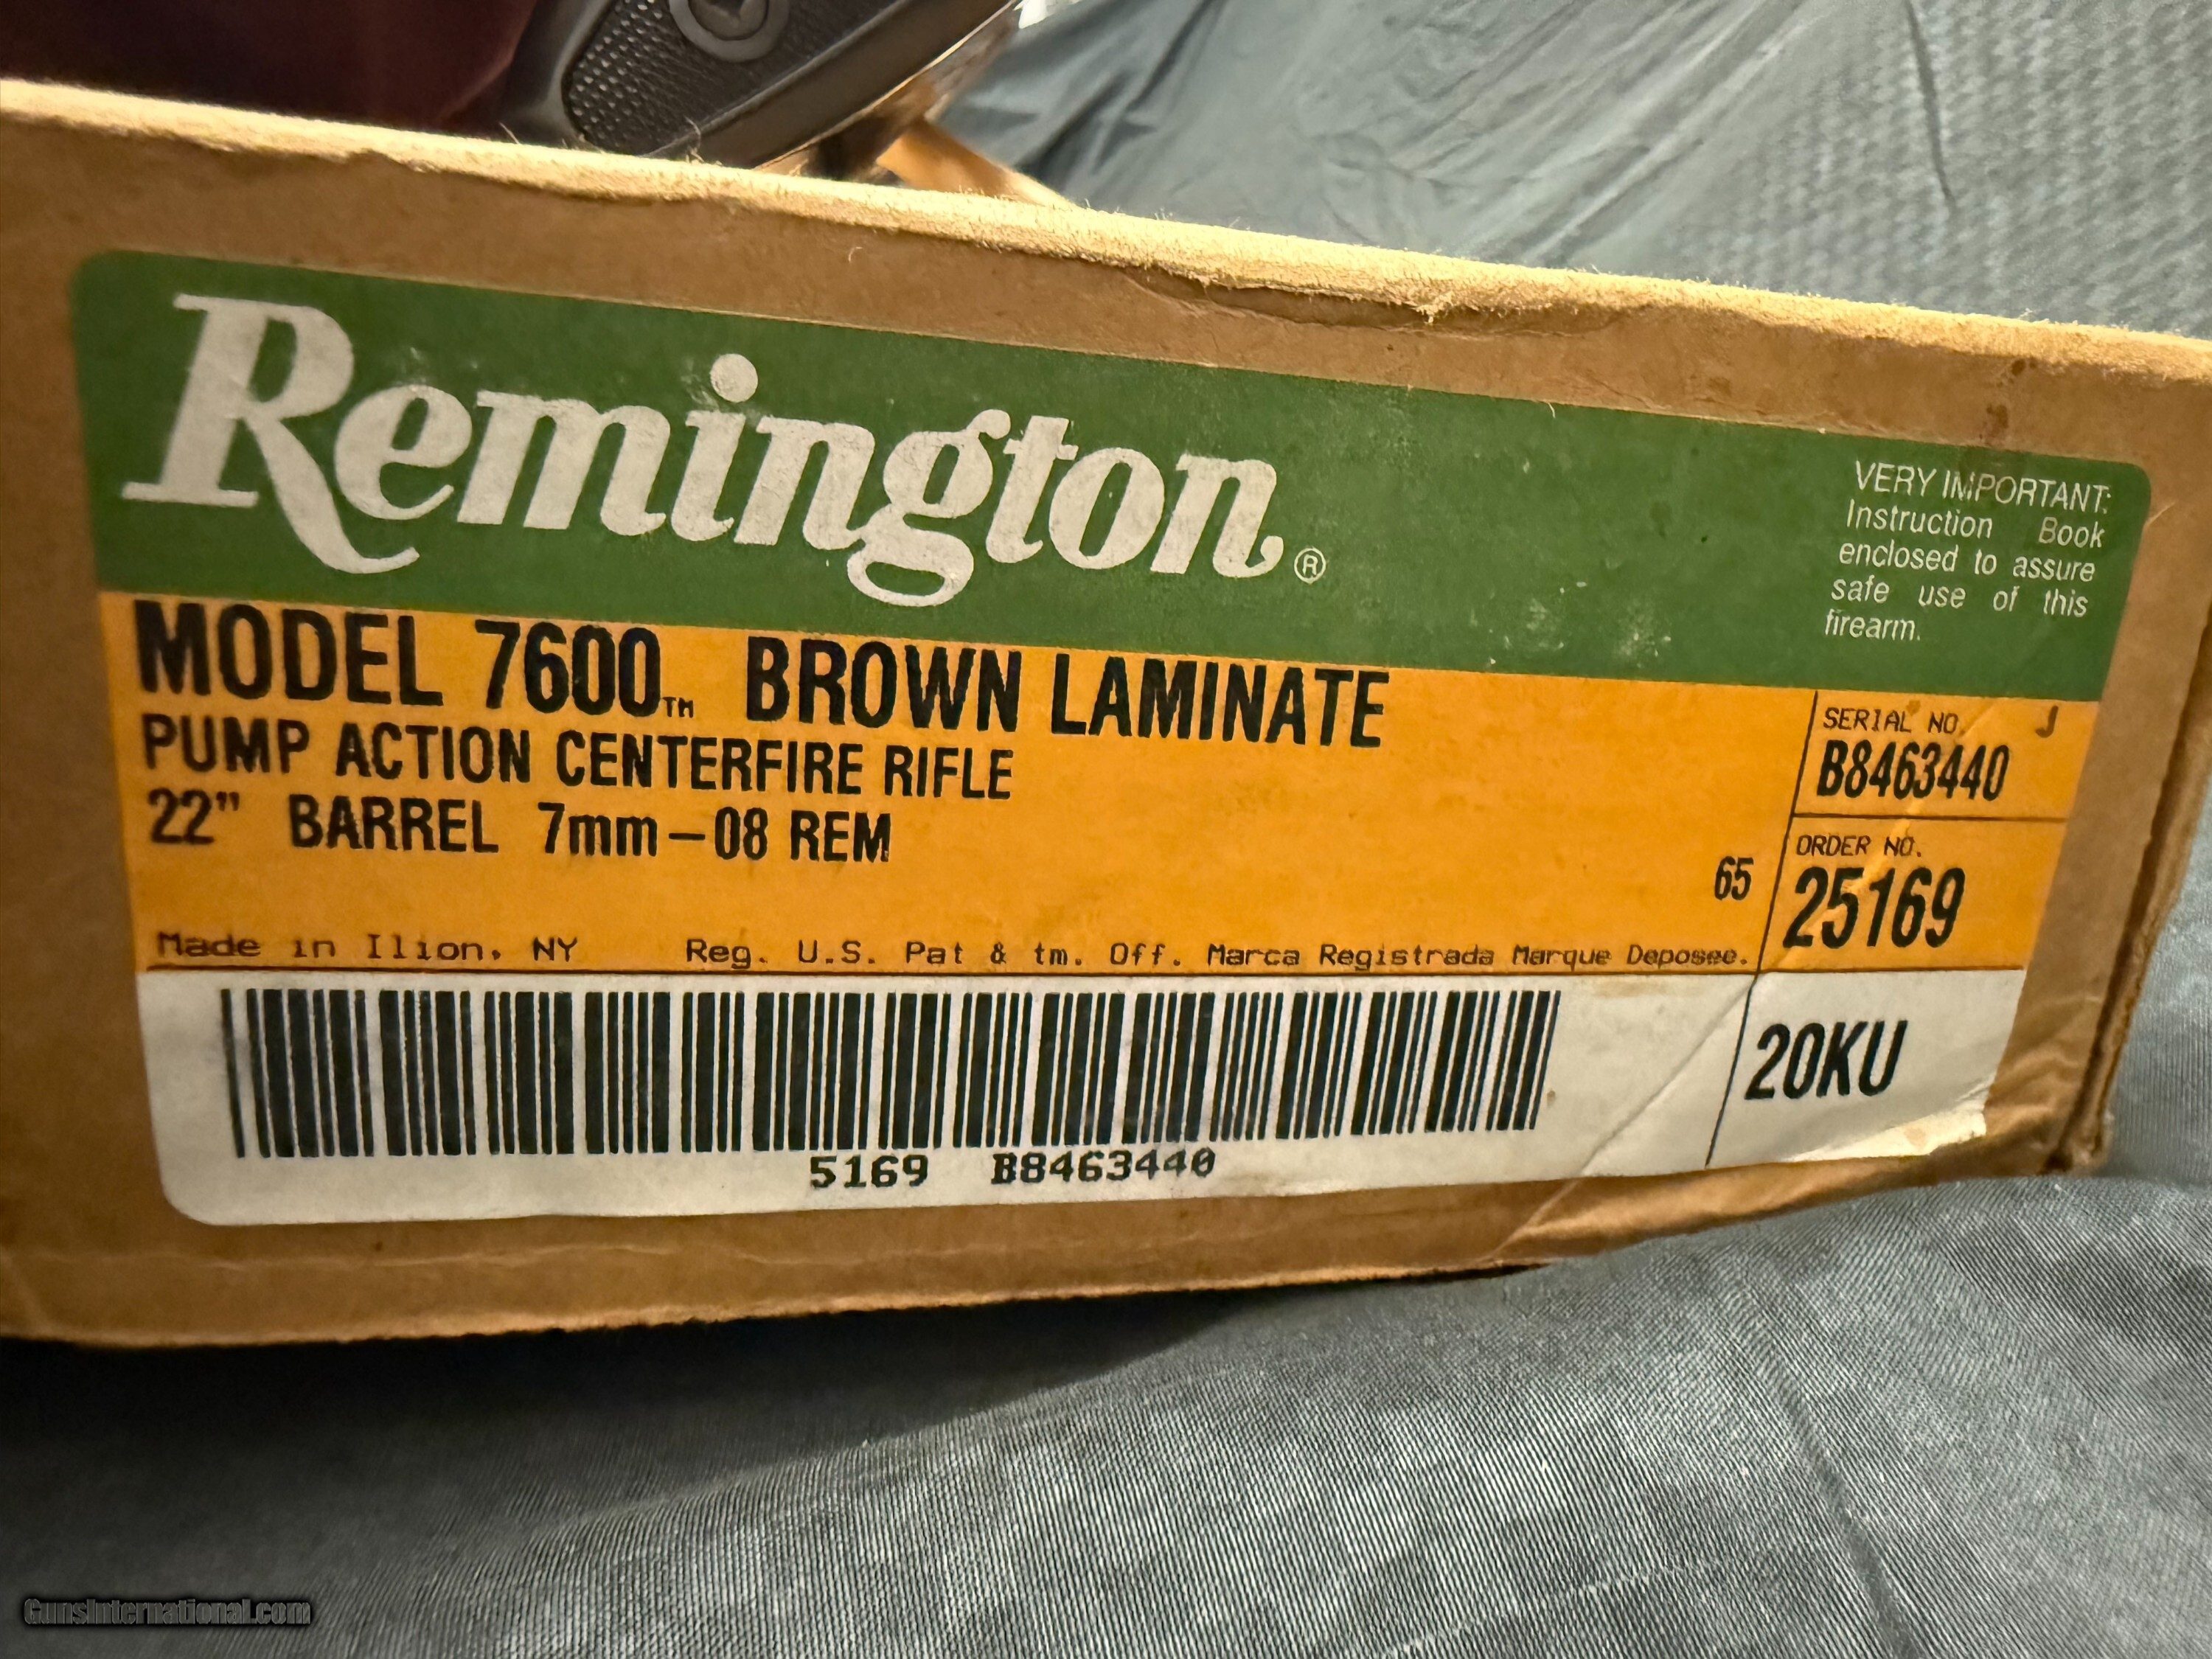 Remington®
VERY IMPORTANT:
Instruction Book
enclosed to assure
safe use of this
firearm.
MODEL 7600™ BROWN LAMINATE
PUMP ACTION CENTERFIRE RIFLE
22" BARREL 7mm-08 REM
65
SERIAL NO. J
B8463440
ORDER NO.
25169
Made in Ilion, NY Reg. U.S. Pat & tm. Off. Marca Registrada Marque Deposee.
20KU
5169 B8463440
GunsInternational.com